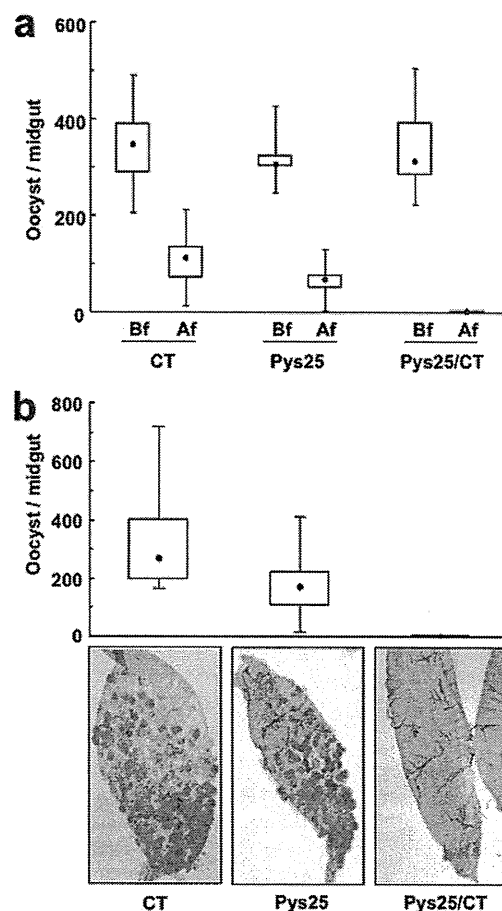 a
Oocyst / midgut
600
400
200
0
Bf Af Bf Af Bf Af
CT Pys25 Pys25/CT
b
Oocyst / midgut
800
600
400
200
0
CT Pys25 Pys25/CT